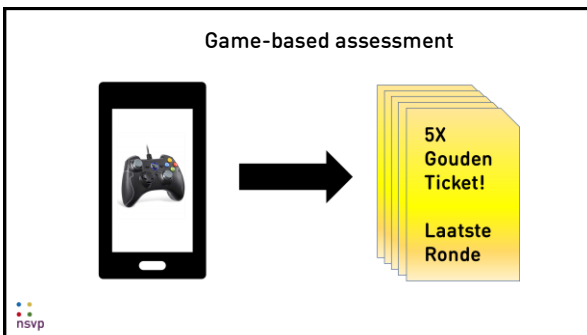 Game-based assessment
5X
Gouden
Ticket!
Laatste
Ronde
nsvp